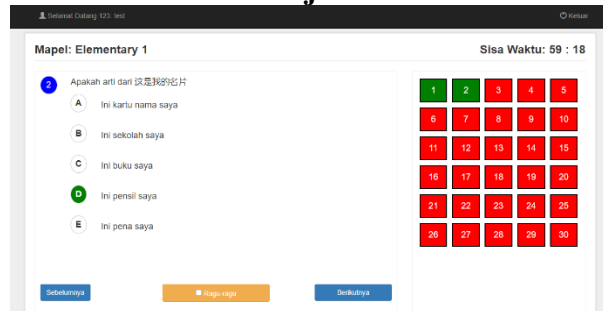 Selamat Datang 123. test
Keluar
Mapel: Elementary 1
Sisa Waktu: 59 : 18
2
Apakah arti dari 这是我的名片
A Ini kartu nama saya
B Ini sekolah saya
C Ini buku saya
D Ini pensil saya
E Ini pena saya
Sebelumnya
Ragu-ragu
Berikutnya
1 2 3 4 5
6 7 8 9 10
11 12 13 14 15
16 17 18 19 20
21 22 23 24 25
26 27 28 29 30